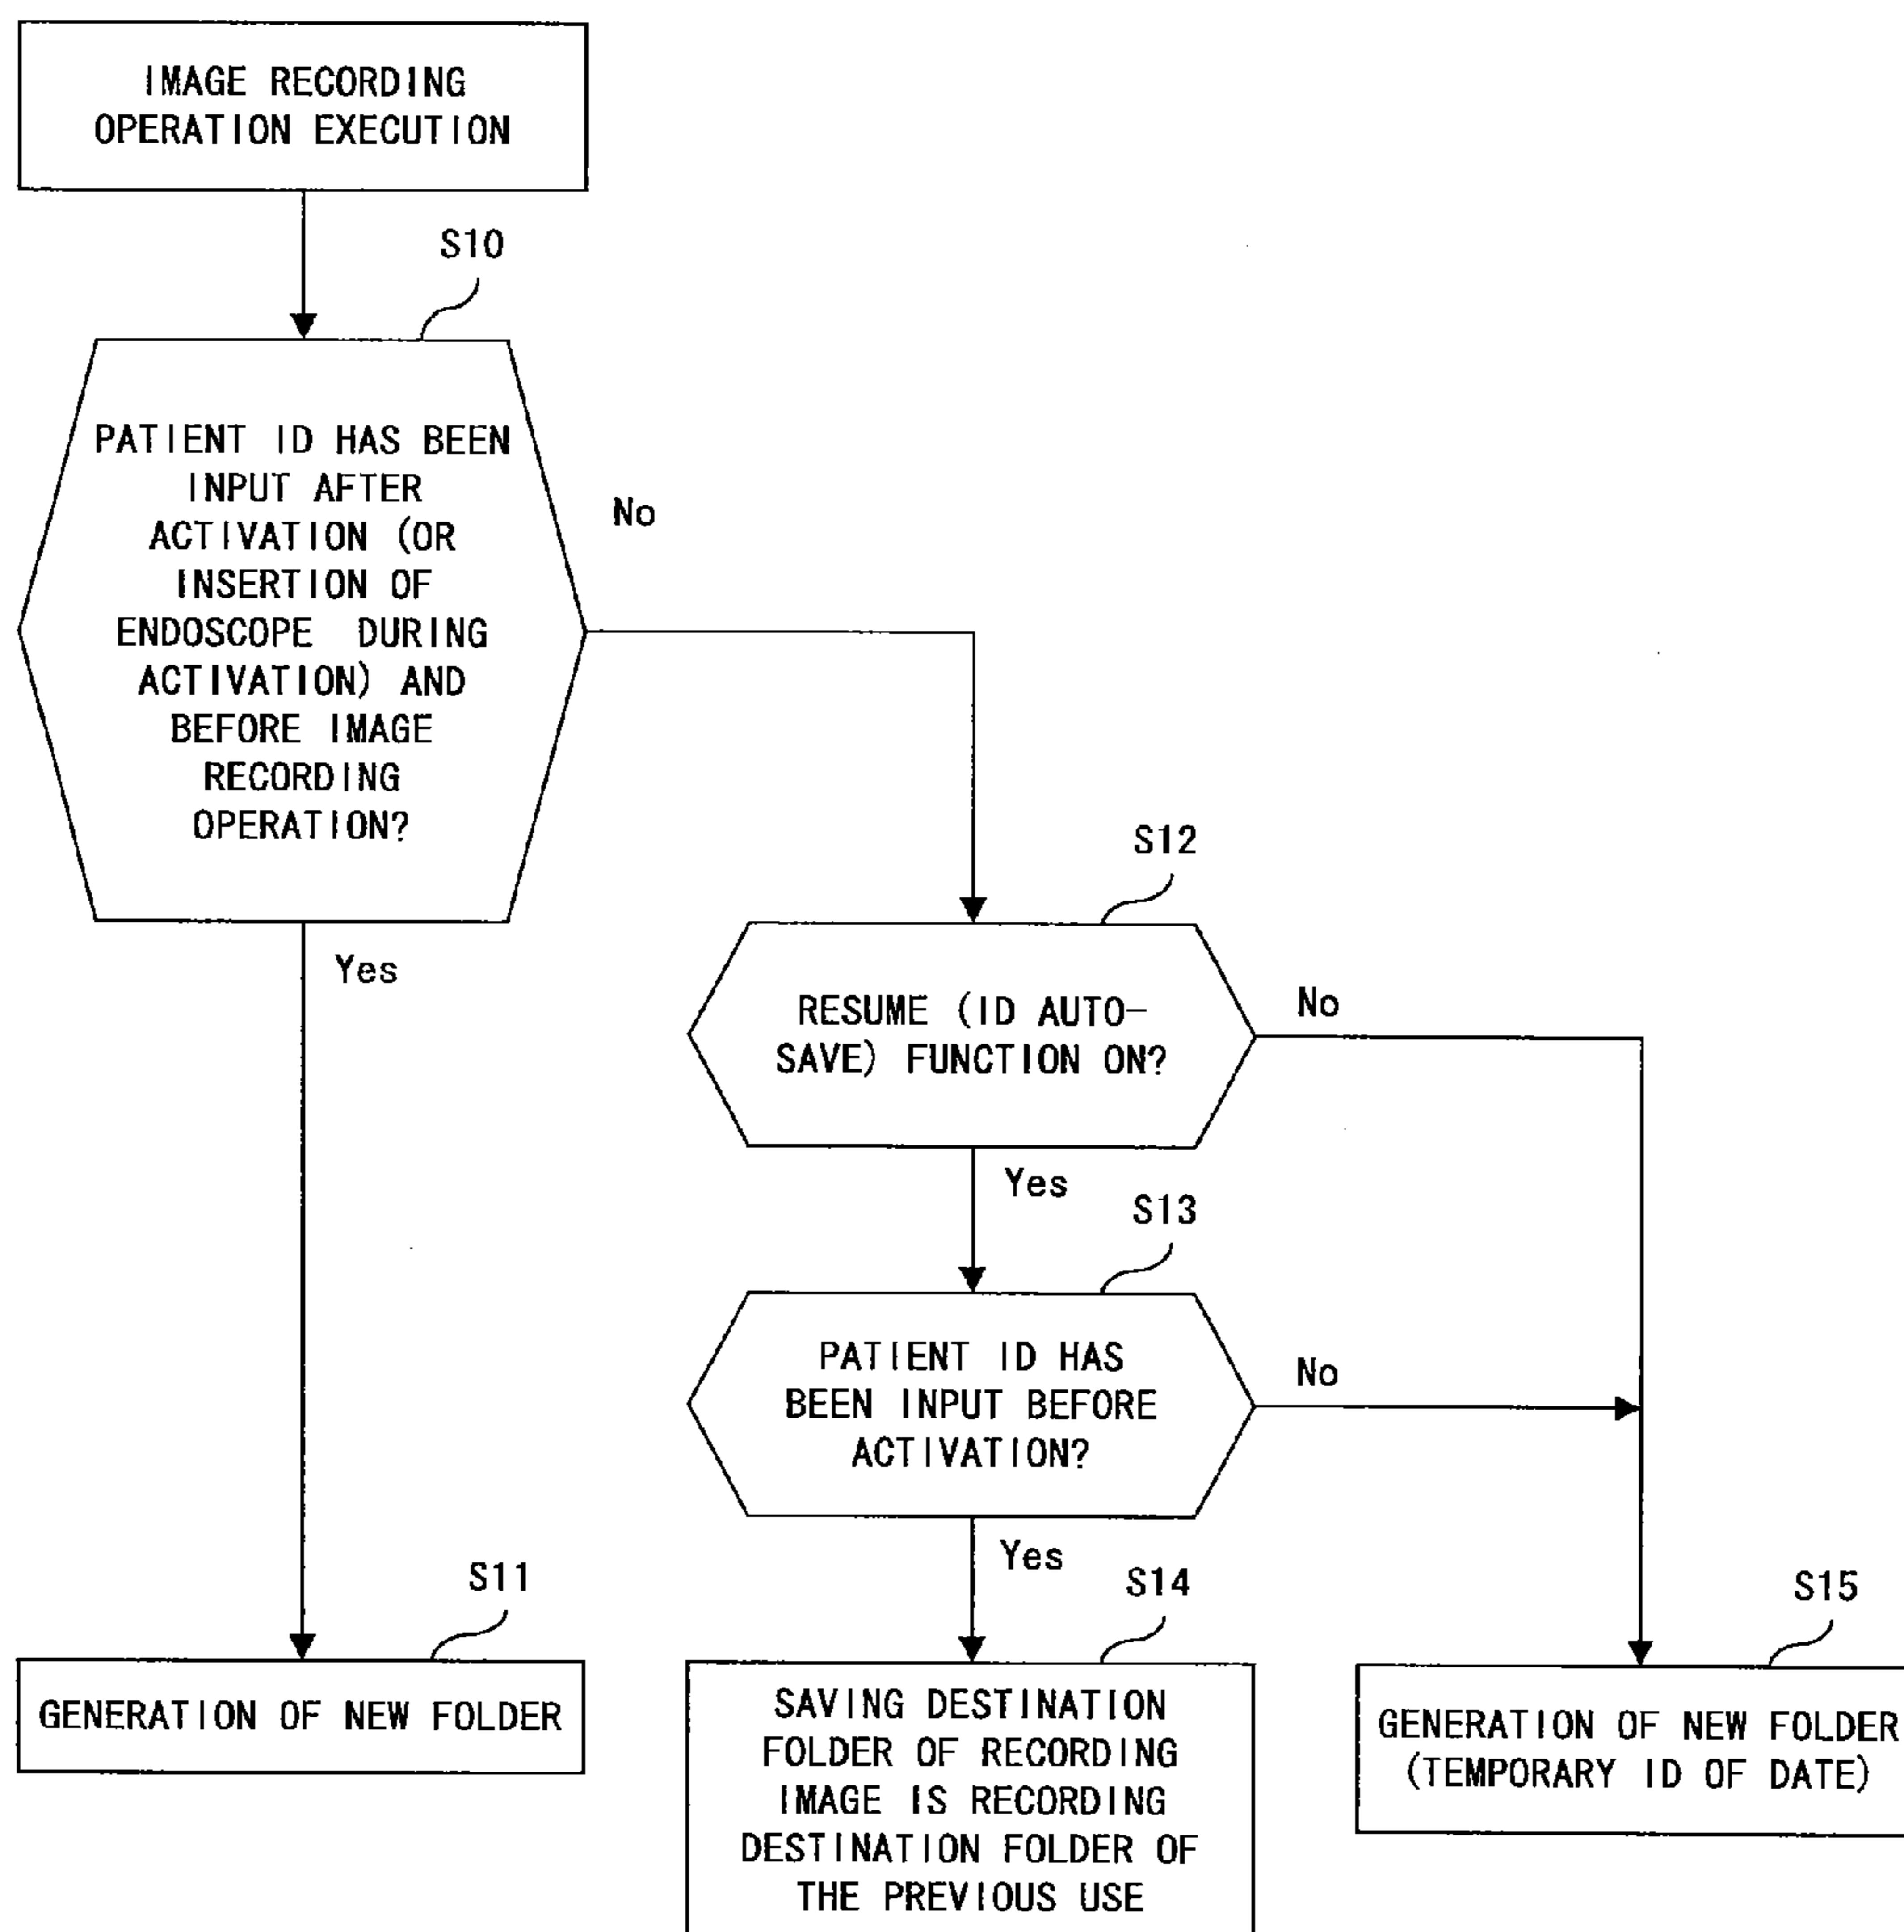 IMAGE RECORDING
OPERATION EXECUTION
S10
PATIENT ID HAS BEEN
INPUT AFTER
ACTIVATION (OR
INSERTION OF
ENDOSCOPE DURING
ACTIVATION) AND
BEFORE IMAGE
RECORDING
OPERATION?
No
Yes
S12
RESUME (ID AUTO-
SAVE) FUNCTION ON?
No
Yes
S13
PATIENT ID HAS
BEEN INPUT BEFORE
ACTIVATION?
No
Yes
S11
GENERATION OF NEW FOLDER
S14
SAVING DESTINATION
FOLDER OF RECORDING
IMAGE IS RECORDING
DESTINATION FOLDER OF
THE PREVIOUS USE
S15
GENERATION OF NEW FOLDER
(TEMPORARY ID OF DATE)